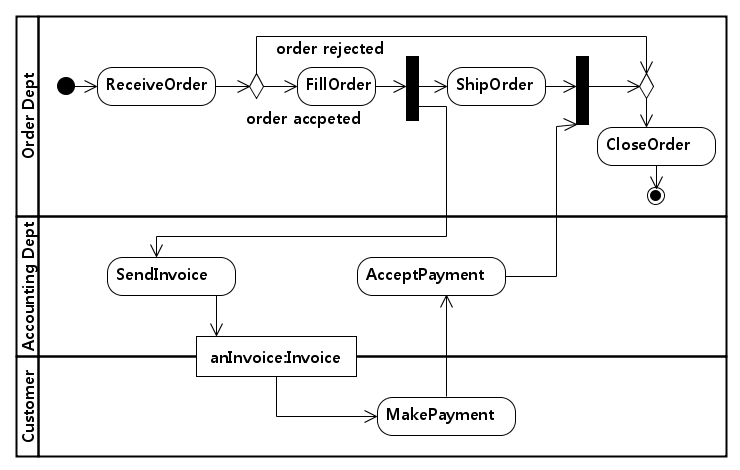 Order Dept
order rejected
ReceiveOrder
FillOrder
ShipOrder
order accpeted
CloseOrder
Accounting Dept
SendInvoice
AcceptPayment
anInvoice:Invoice
Customer
MakePayment